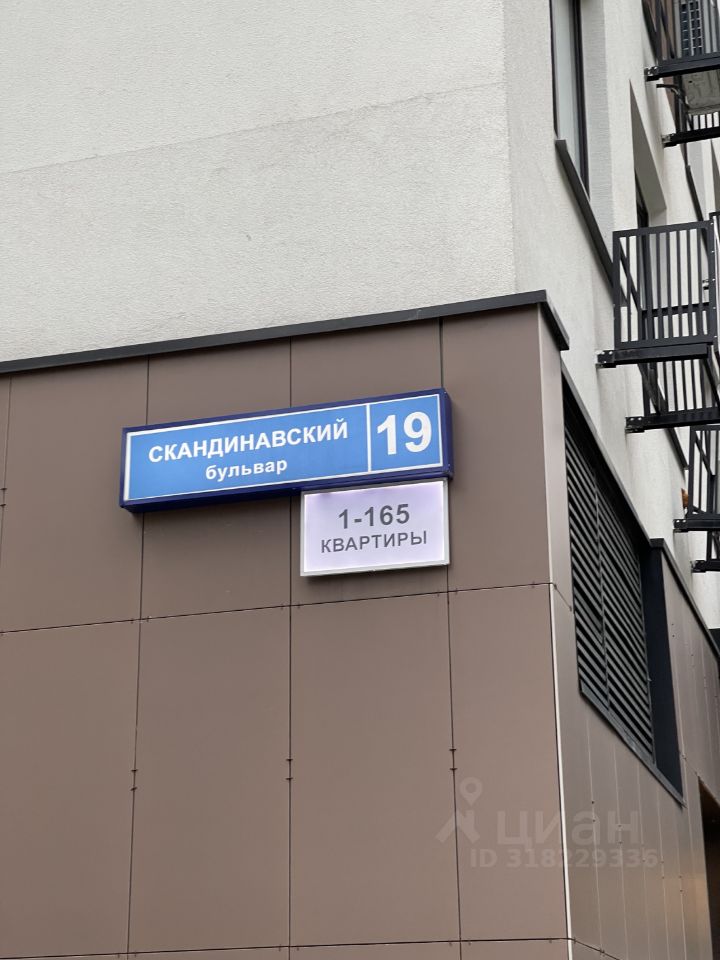 СКАНДИНАВСКИЙ
бульвар
19
1-165
КВАРТИРЫ
циан
ID 318229336